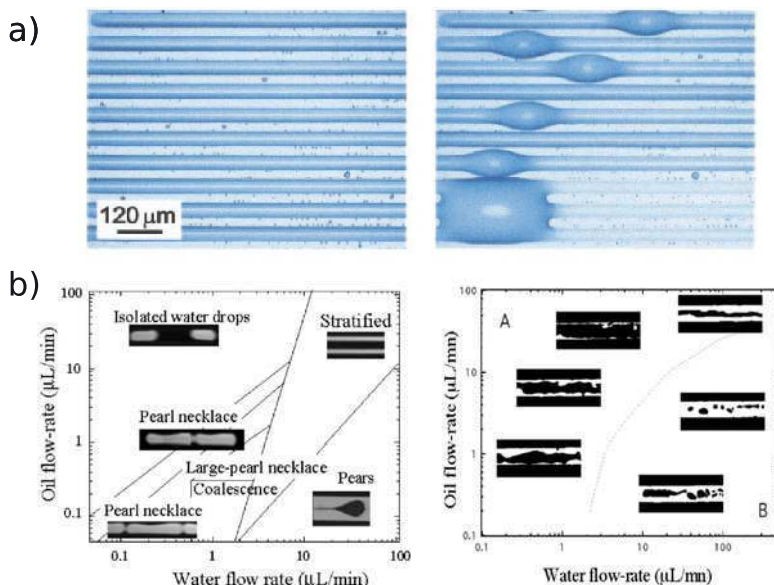 a)
120 μm
b)
100
10
1
0.1
Oil flow-rate (μL/min)
Isolated water drops
Stratified
Pearl necklace
Large-pearl necklace
Coalescence
Pears
Pearl necklace
0.1
1
10
100
Water flow rate (μL/min)
100
10
1
0.1
Oil flow-rate (μL/mn)
A
B
0.1
1
10
100
Water flow-rate (μL/mn)